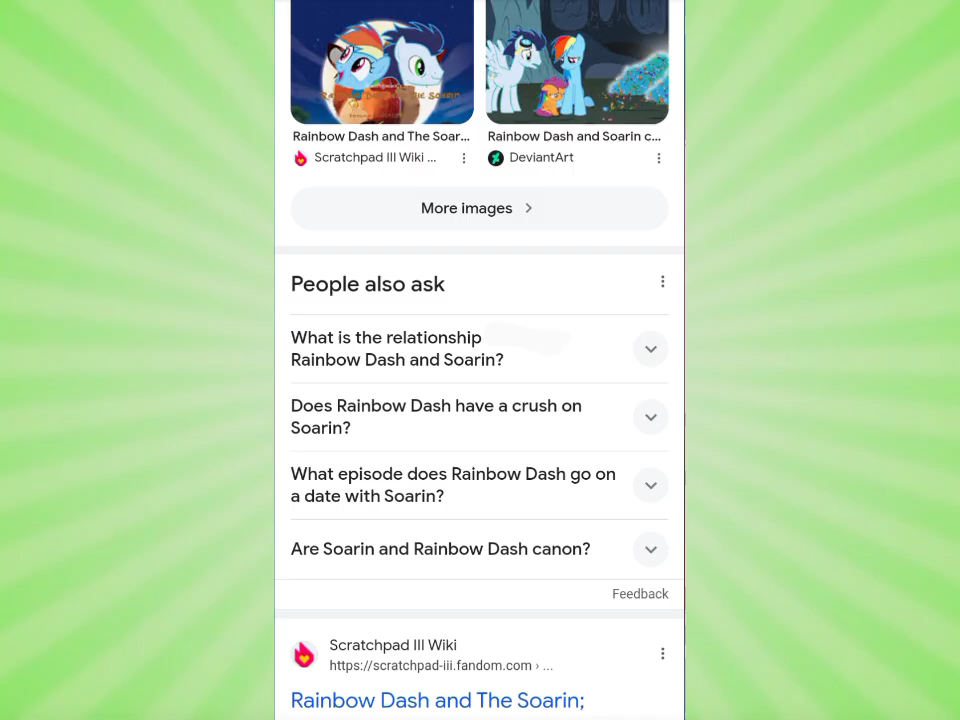 Rainbow Dash and The Soar...
Rainbow Dash and Soarin c...
Scratchpad III Wiki ...
DeviantArt
More images
People also ask
What is the relationship
Rainbow Dash and Soarin?
Does Rainbow Dash have a crush on
Soarin?
What episode does Rainbow Dash go on
a date with Soarin?
Are Soarin and Rainbow Dash canon?
Feedback
Scratchpad III Wiki
https://scratchpad-iii.fandom.com › ...
Rainbow Dash and The Soarin;